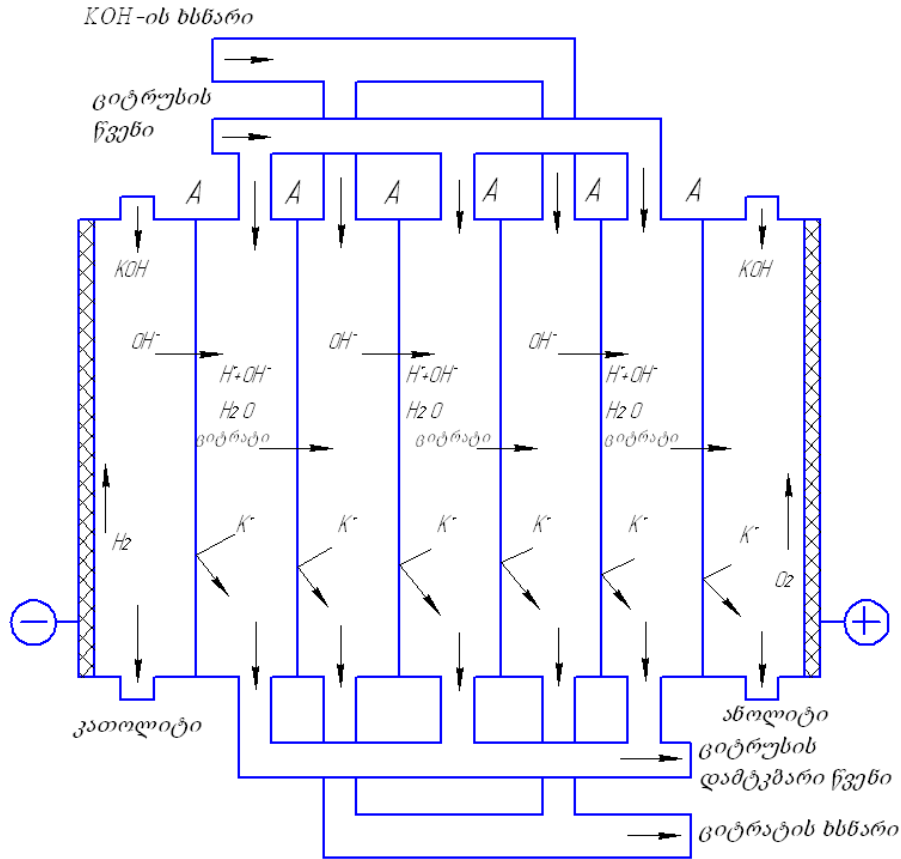 KOH-ის ხსნარი
ციტრუსის
წვენი
A A A A A A
KOH KOH
OH⁻ OH⁻ OH⁻
H⁺+OH⁻ H⁺+OH⁻ H⁺+OH⁻
H₂O H₂O H₂O
ციტრატი ციტრატი ციტრატი
K⁺ K⁺ K⁺ K⁺ K⁺ K⁺
H₂ O₂
− +
კათოლიტი
ანოლიტი
ციტრუსის
დამტკბარი წვენი
ციტრატის ხსნარი